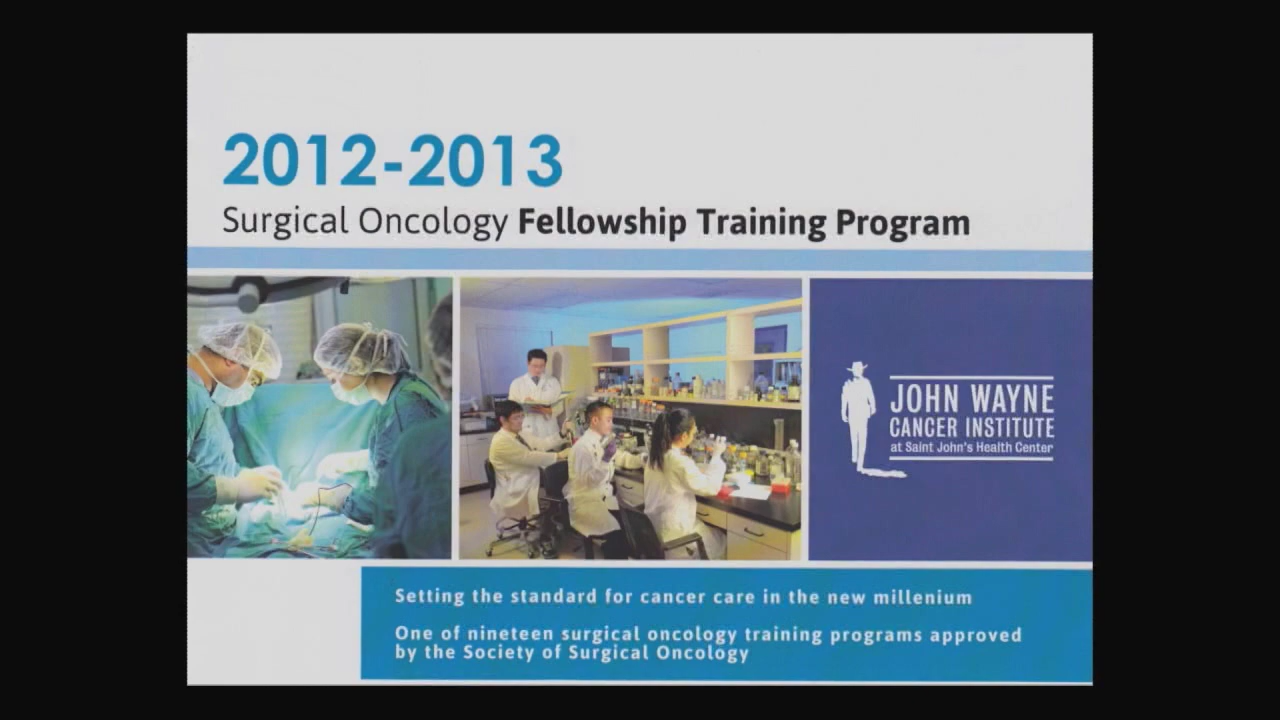 2012-2013
Surgical Oncology Fellowship Training Program
JOHN WAYNE
CANCER INSTITUTE
at Saint John's Health Center
Setting the standard for cancer care in the new millenium
One of nineteen surgical oncology training programs approved
by the Society of Surgical Oncology